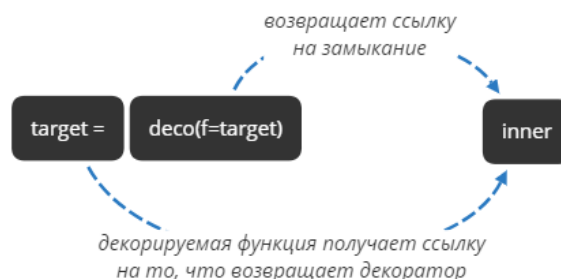 возвращает ссылку
на замыкание
target =
deco(f=target)
inner
декорируемая функция получает ссылку
на то, что возвращает декоратор